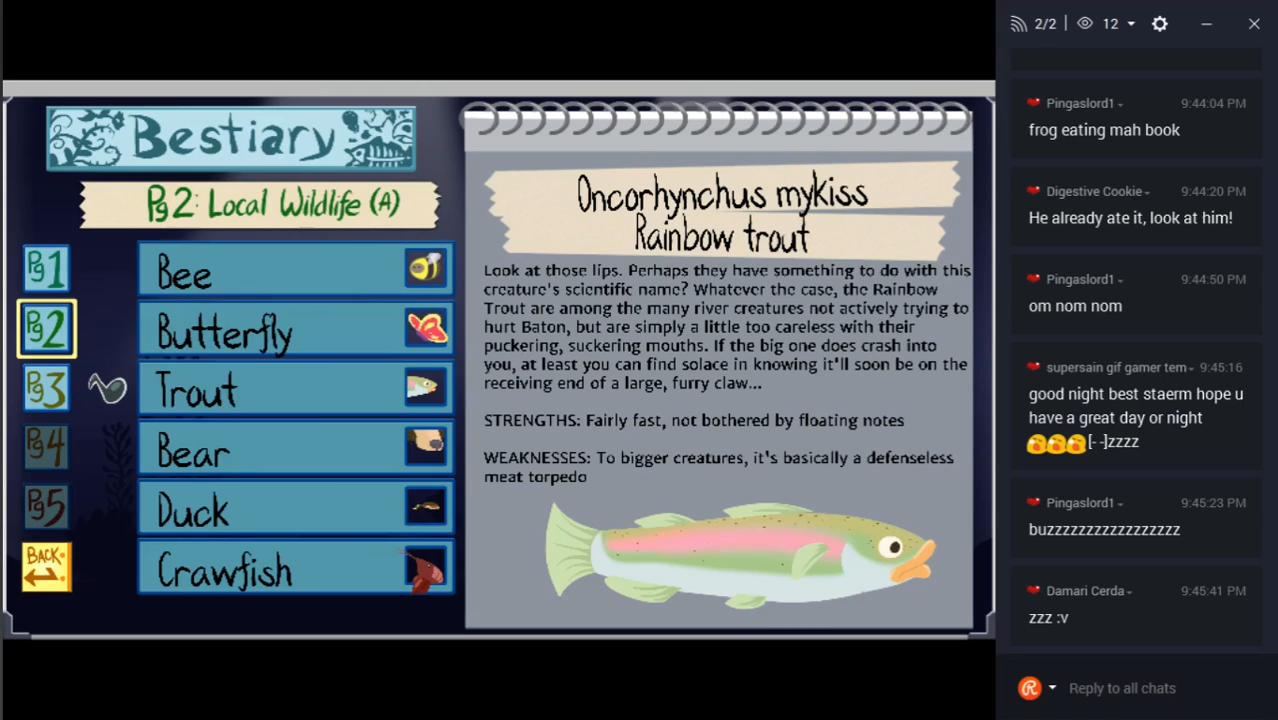 Bestiary
Pg2: Local Wildlife (A)
Pg1
Pg2
Pg3
Pg4
Pg5
BACK
Bee
Butterfly
Trout
Bear
Duck
Crawfish
Oncorhynchus mykiss
Rainbow trout
Look at those lips. Perhaps they have something to do with this
creature's scientific name? Whatever the case, the Rainbow
Trout are among the many river creatures not actively trying to
hurt Baton, but are simply a little too careless with their
puckering, suckering mouths. If the big one does crash into
you, at least you can find solace in knowing it'll soon be on the
receiving end of a large, furry claw...
STRENGTHS: Fairly fast, not bothered by floating notes
WEAKNESSES: To bigger creatures, it's basically a defenseless
meat torpedo
2/2 12
Pingaslord1 9:44:04 PM
frog eating mah book
Digestive Cookie 9:44:20 PM
He already ate it, look at him!
Pingaslord1 9:44:50 PM
om nom nom
supersain gif gamer tem 9:45:16
good night best staerm hope u
have a great day or night
[- -]zzzz
Pingaslord1 9:45:23 PM
buzzzzzzzzzzzzzzzzz
Damari Cerda 9:45:41 PM
zzz :v
Reply to all chats